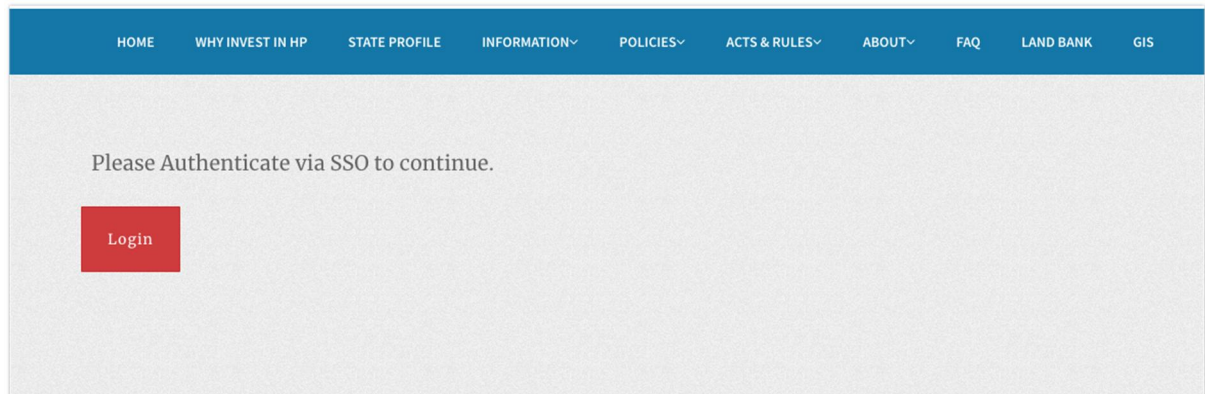 HOME WHY INVEST IN HP STATE PROFILE INFORMATION POLICIES ACTS & RULES ABOUT FAQ LAND BANK GIS
Please Authenticate via SSO to continue.
Login